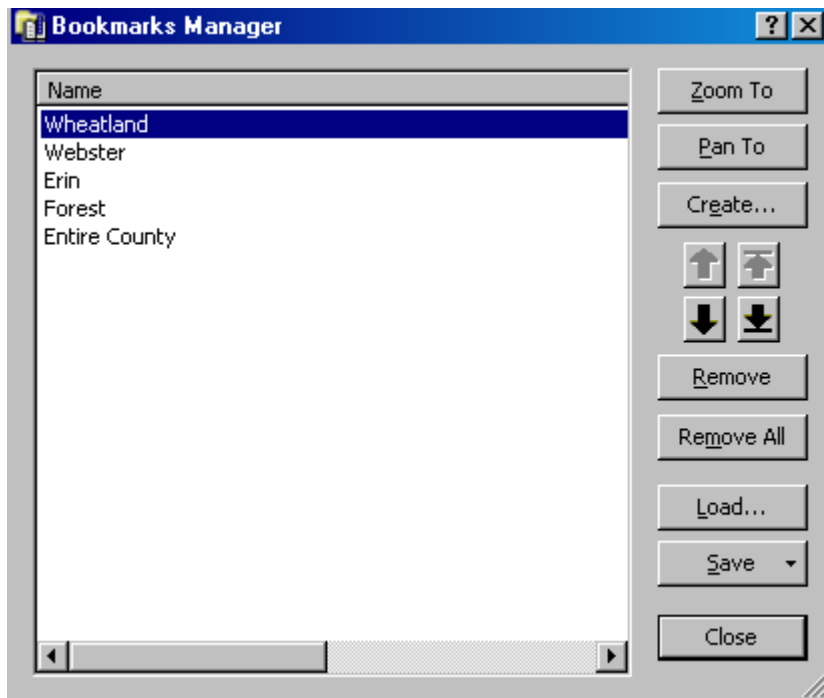 Bookmarks Manager
Name
Wheatland
Webster
Erin
Forest
Entire County
Zoom To
Pan To
Create...
Remove
Remove All
Load...
Save
Close